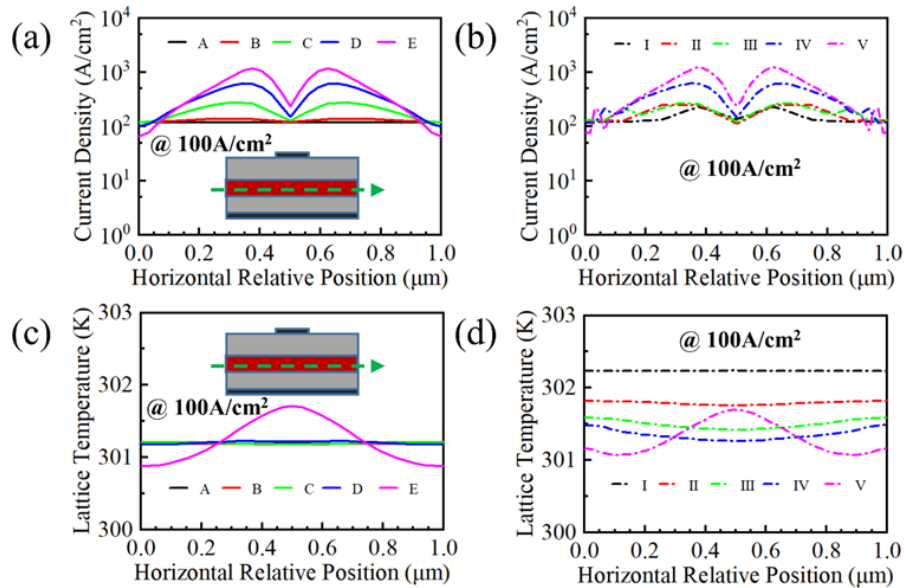 (a)
Current Density (A/cm²)
10⁴
10³
10²
10¹
10⁰
A B C D E
@ 100A/cm²
0.0 0.2 0.4 0.6 0.8 1.0
Horizontal Relative Position (μm)
(b)
Current Density (A/cm²)
10⁴
10³
10²
10¹
10⁰
I II III IV V
@ 100A/cm²
0.0 0.2 0.4 0.6 0.8 1.0
Horizontal Relative Position (μm)
(c)
Lattice Temperature (K)
303
302
301
300
@ 100A/cm²
A B C D E
0.0 0.2 0.4 0.6 0.8 1.0
Horizontal Relative Position (μm)
(d)
Lattice Temperature (K)
303
302
301
300
@ 100A/cm²
I II III IV V
0.0 0.2 0.4 0.6 0.8 1.0
Horizontal Relative Position (μm)